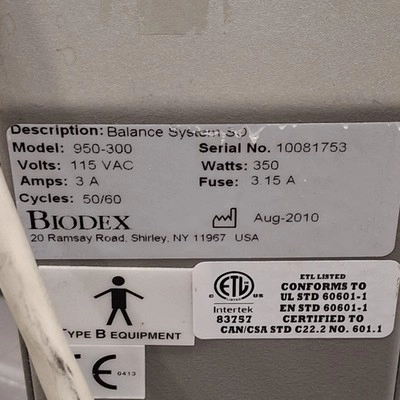 Description: Balance System SD
Model: 950-300 Serial No. 10081753
Volts: 115 VAC Watts: 350
Amps: 3 A Fuse: 3.15 A
Cycles: 50/60
BIODEX Aug-2010
20 Ramsay Road, Shirley, NY 11967 USA
TYPE B EQUIPMENT
CE 0413
ETL LISTED
CONFORMS TO
UL STD 60601-1
EN STD 60601-1
CERTIFIED TO
CAN/CSA STD C22.2 NO. 601.1
C ETL US
Intertek
83757